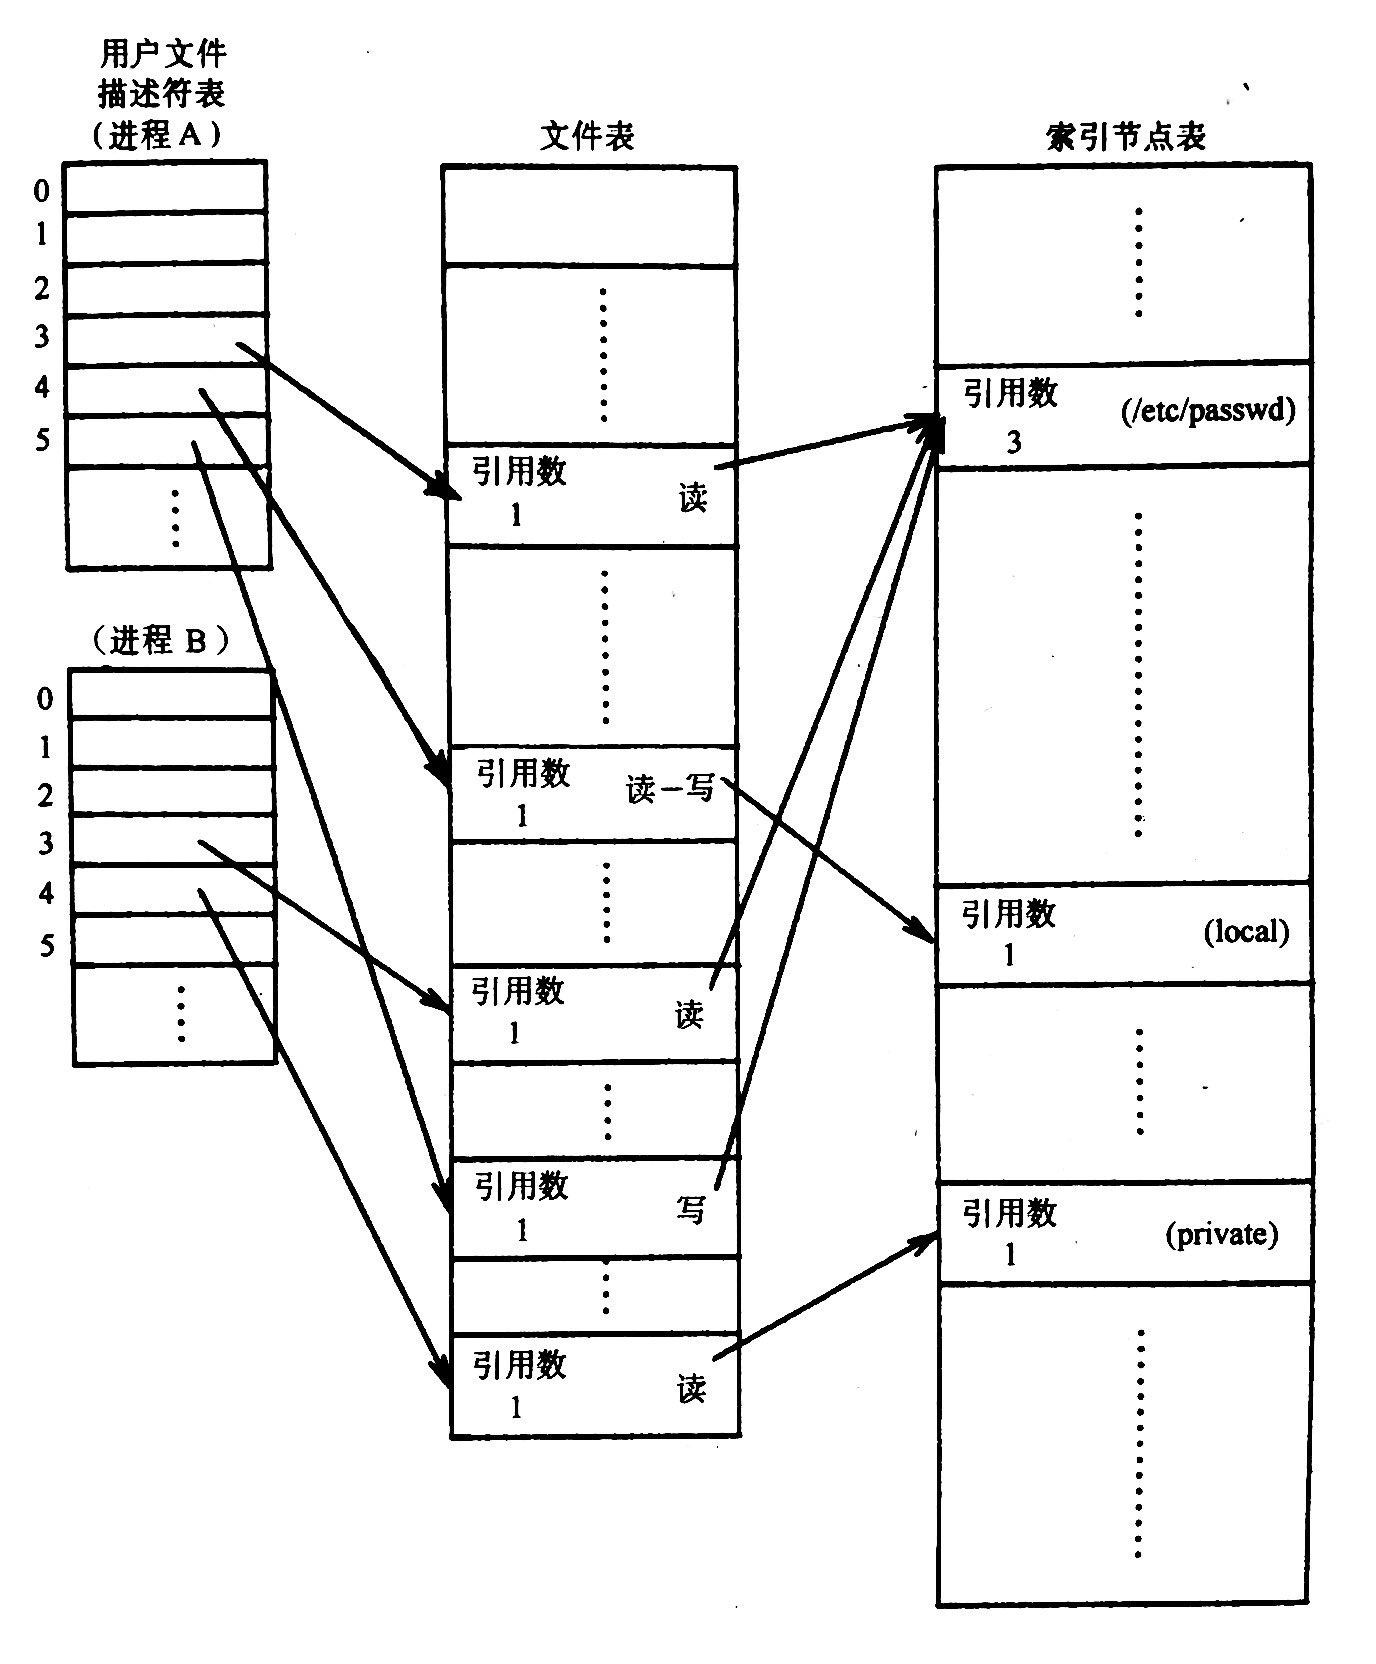 用户文件
描述符表
(进程 A)
0
1
2
3
4
5
(进程 B)
0
1
2
3
4
5
文件表
引用数
1
读
引用数
1
读-写
引用数
1
读
引用数
1
写
引用数
1
读
索引节点表
引用数
3
(/etc/passwd)
引用数
1
(local)
引用数
1
(private)